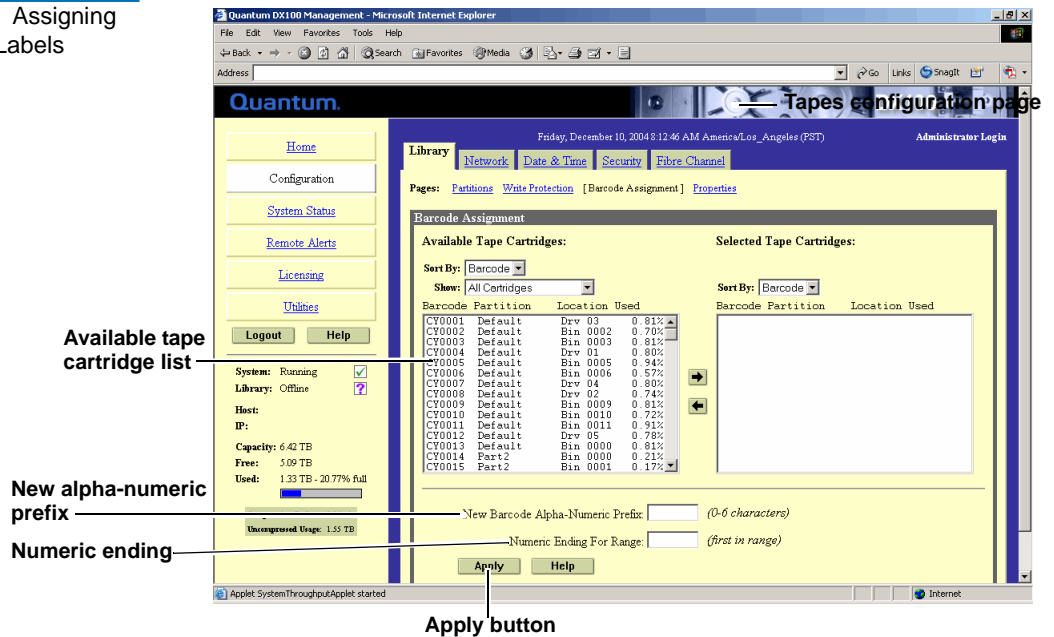 Assigning
Labels
Quantum DX100 Management - Microsoft Internet Explorer
File Edit View Favorites Tools Help
Back Search Favorites Media
Address Go Links SnagIt
Quantum.
Tapes configuration page
Friday, December 10, 2004 8:12:46 AM America/Los_Angeles (PST) Administrator Login
Home
Configuration
System Status
Remote Alerts
Licensing
Utilities
Logout Help
System: Running
Library: Offline ?
Host:
IP:
Capacity: 6.42 TB
Free: 5.09 TB
Used: 1.33 TB - 20.77% full
Uncompressed Usage: 1.55 TB
Library Network Date & Time Security Fibre Channel
Pages: Partitions Write Protection [ Barcode Assignment ] Properties
Barcode Assignment
Available Tape Cartridges: Selected Tape Cartridges:
Sort By: Barcode
Show: All Cartridges Sort By: Barcode
Barcode Partition Location Used Barcode Partition Location Used
CY0001 Default Drv 03 0.81%
CY0002 Default Bin 0002 0.70%
CY0003 Default Bin 0003 0.81%
CY0004 Default Drv 01 0.80%
CY0005 Default Bin 0005 0.94%
CY0006 Default Bin 0006 0.57%
CY0007 Default Drv 04 0.80%
CY0008 Default Drv 02 0.74%
CY0009 Default Bin 0009 0.81%
CY0010 Default Bin 0010 0.72%
CY0011 Default Bin 0011 0.91%
CY0012 Default Drv 05 0.78%
CY0013 Default Bin 0000 0.81%
CY0014 Part2 Bin 0000 0.21%
CY0015 Part2 Bin 0001 0.17%
New Barcode Alpha-Numeric Prefix: (0-6 characters)
Numeric Ending For Range: (first in range)
Apply Help
Applet SystemThroughputApplet started Internet
Available tape
cartridge list
New alpha-numeric
prefix
Numeric ending
Apply button